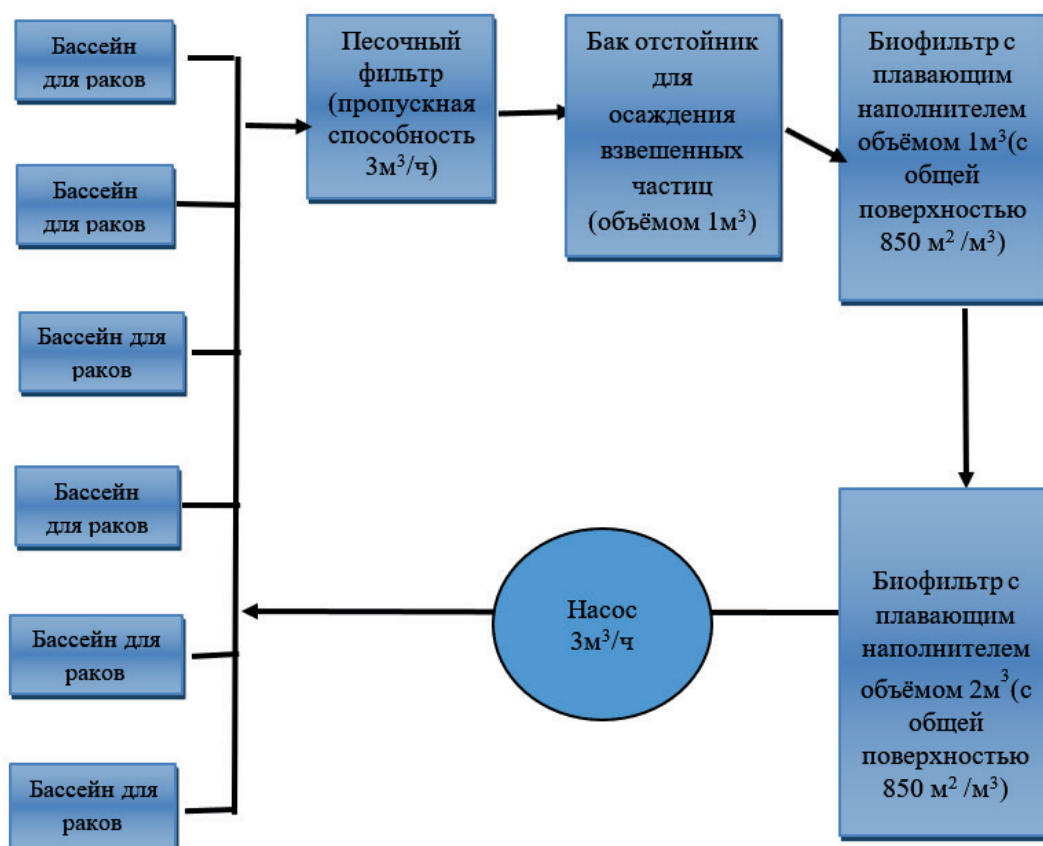 Бассейн
для раков
Бассейн
для раков
Бассейн для
раков
Бассейн
для раков
Бассейн для
раков
Бассейн для
раков
Песочный
фильтр
(пропускная
способность
3м³/ч)
Бак отстойник
для
осаждения
взвешенных
частиц
(объёмом 1м³)
Биофильтр с
плавающим
наполнителем
объёмом 1м³(с
общей
поверхностью
850 м² /м³)
Биофильтр с
плавающим
наполнителем
объёмом 2м³(с
общей
поверхностью
850 м² /м³)
Насос
3м³/ч